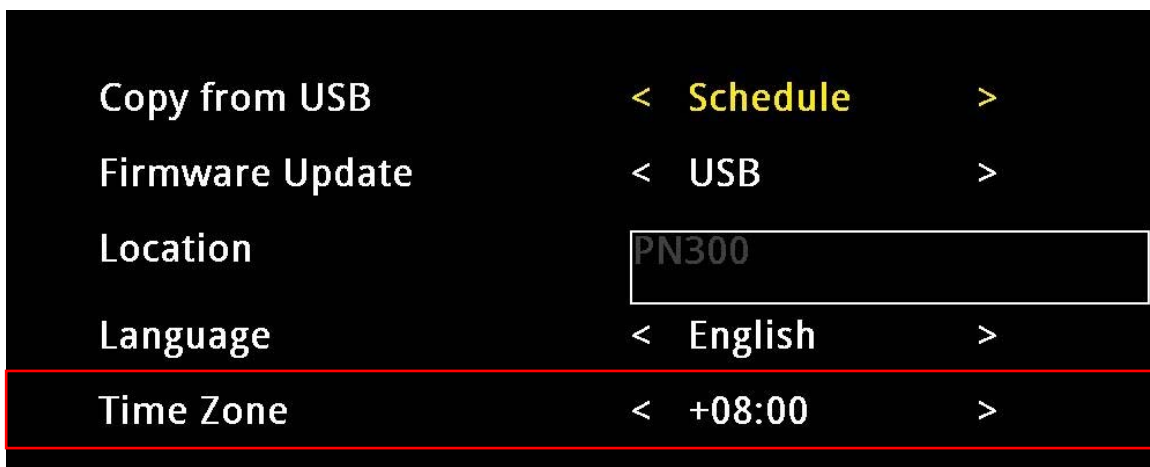 Copy from USB < Schedule >
Firmware Update < USB >
Location PN300
Language < English >
Time Zone < +08:00 >